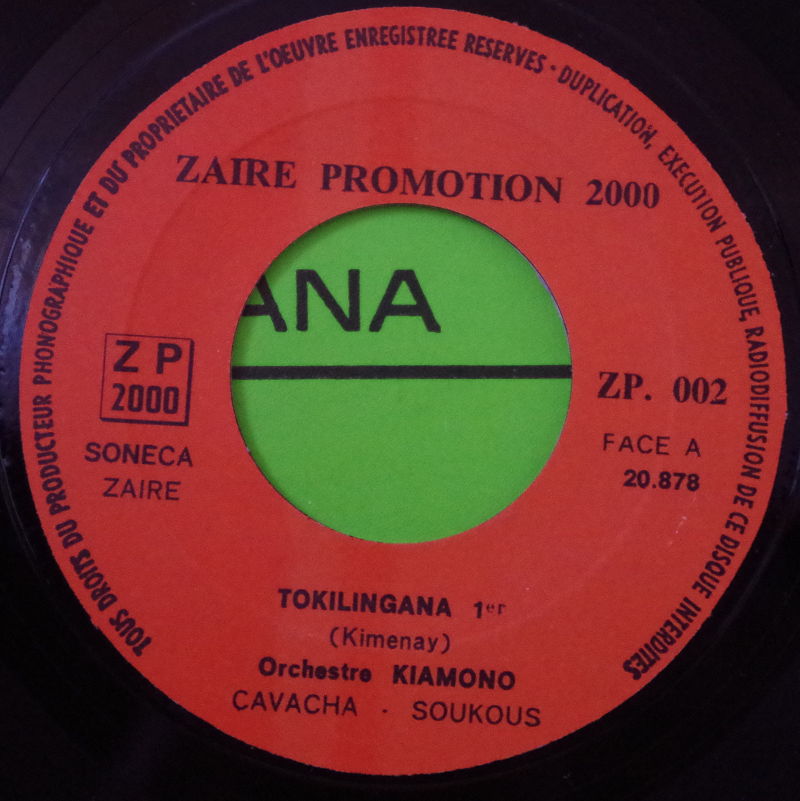 TOUS DROITS DU PRODUCTEUR PHONOGRAPHIQUE ET DU PROPRIETAIRE DE L'OEUVRE ENREGISTREE RESERVES · DUPLICATION, EXECUTION PUBLIQUE, RADIODIFFUSION DE CE DISQUE INTERDITES
ZAIRE PROMOTION 2000
ANA
Z P
2000
SONECA
ZAIRE
ZP. 002
FACE A
20.878
TOKILINGANA 1er
(Kimenay)
Orchestre KIAMONO
CAVACHA - SOUKOUS